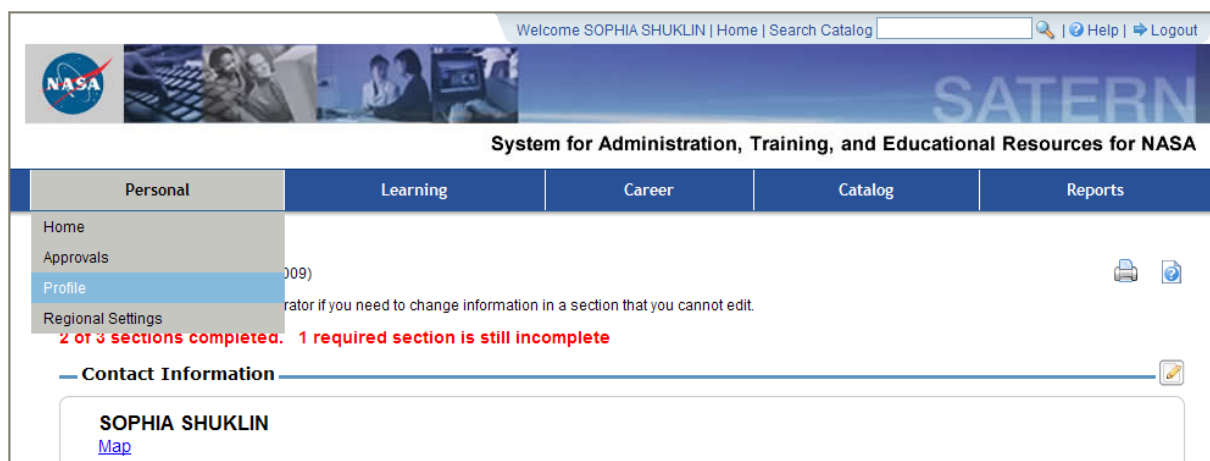 Welcome SOPHIA SHUKLIN | Home | Search Catalog | Help | Logout
NASA
SATERN
System for Administration, Training, and Educational Resources for NASA
Personal Learning Career Catalog Reports
Home
Approvals
009)
Profile
rator if you need to change information in a section that you cannot edit.
Regional Settings
2 of 3 sections completed. 1 required section is still incomplete
Contact Information
SOPHIA SHUKLIN
Map